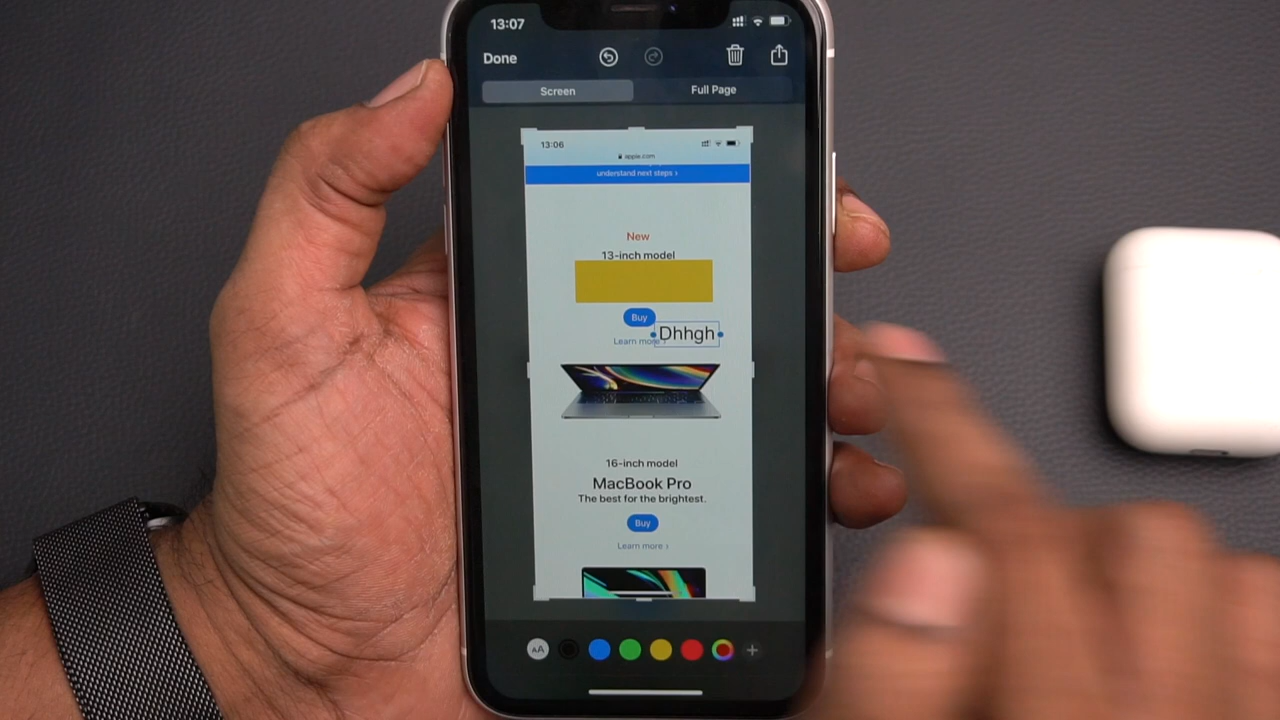 13:07
Done
Screen Full Page
13:06
apple.com
understand next steps >
New
13-inch model
Buy
Dhhgh
Learn more >
16-inch model
MacBook Pro
The best for the brightest.
Buy
Learn more >
AA